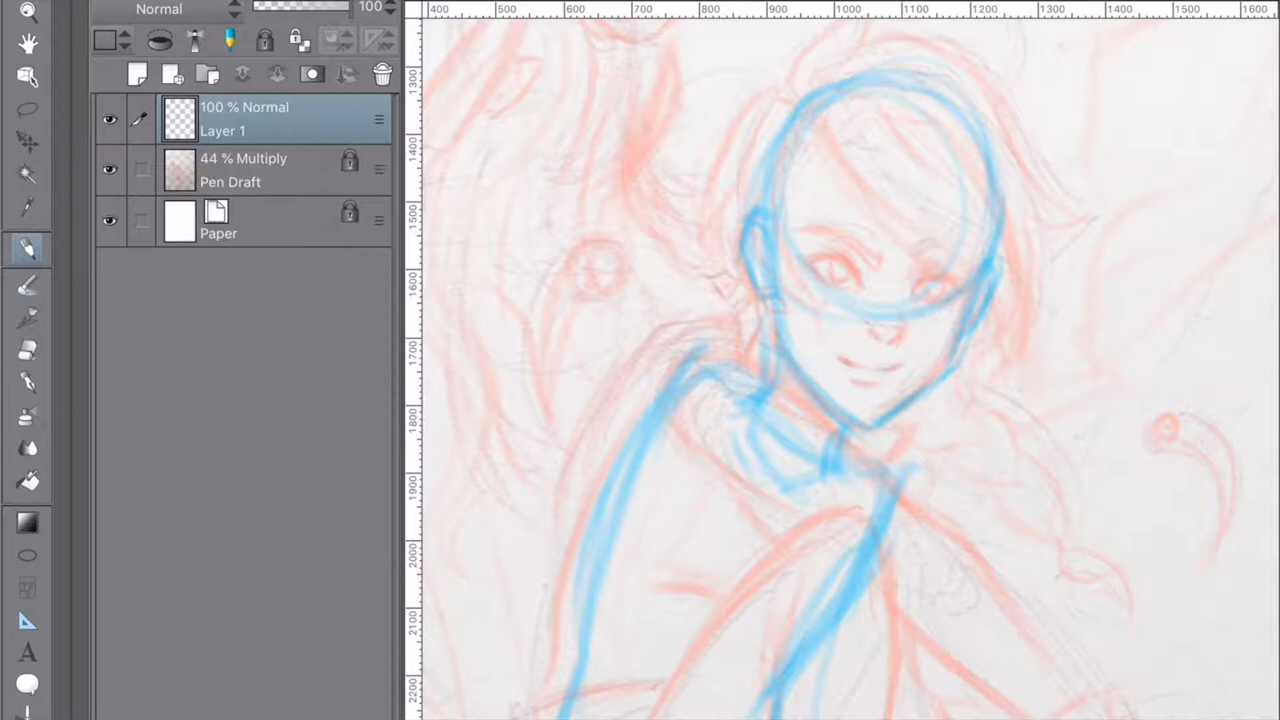 Normal 100
400 500 600 700 800 900 1000 1100 1200 1300 1400 1500 1600
100 % Normal
Layer 1
44 % Multiply
Pen Draft
Paper
1300
1400
1500
1600
1700
1800
1900
2000
2100
2200
A